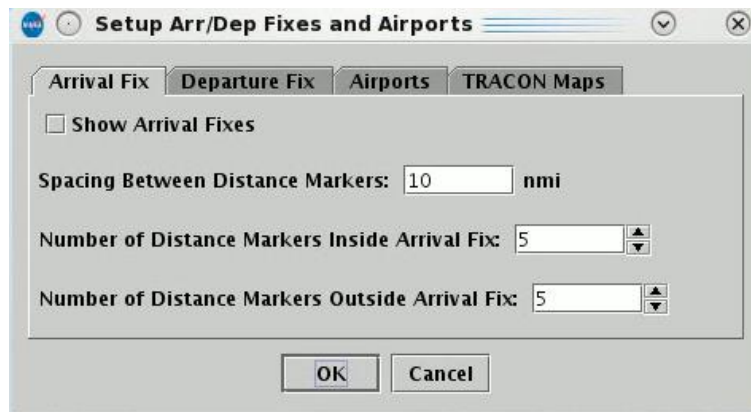 Setup Arr/Dep Fixes and Airports
Arrival Fix Departure Fix Airports TRACON Maps
Show Arrival Fixes
Spacing Between Distance Markers: 10 nmi
Number of Distance Markers Inside Arrival Fix: 5
Number of Distance Markers Outside Arrival Fix: 5
OK Cancel